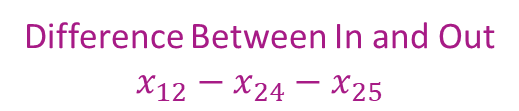 Difference Between In and Out
𝑥₁₂ − 𝑥₂₄ − 𝑥₂₅